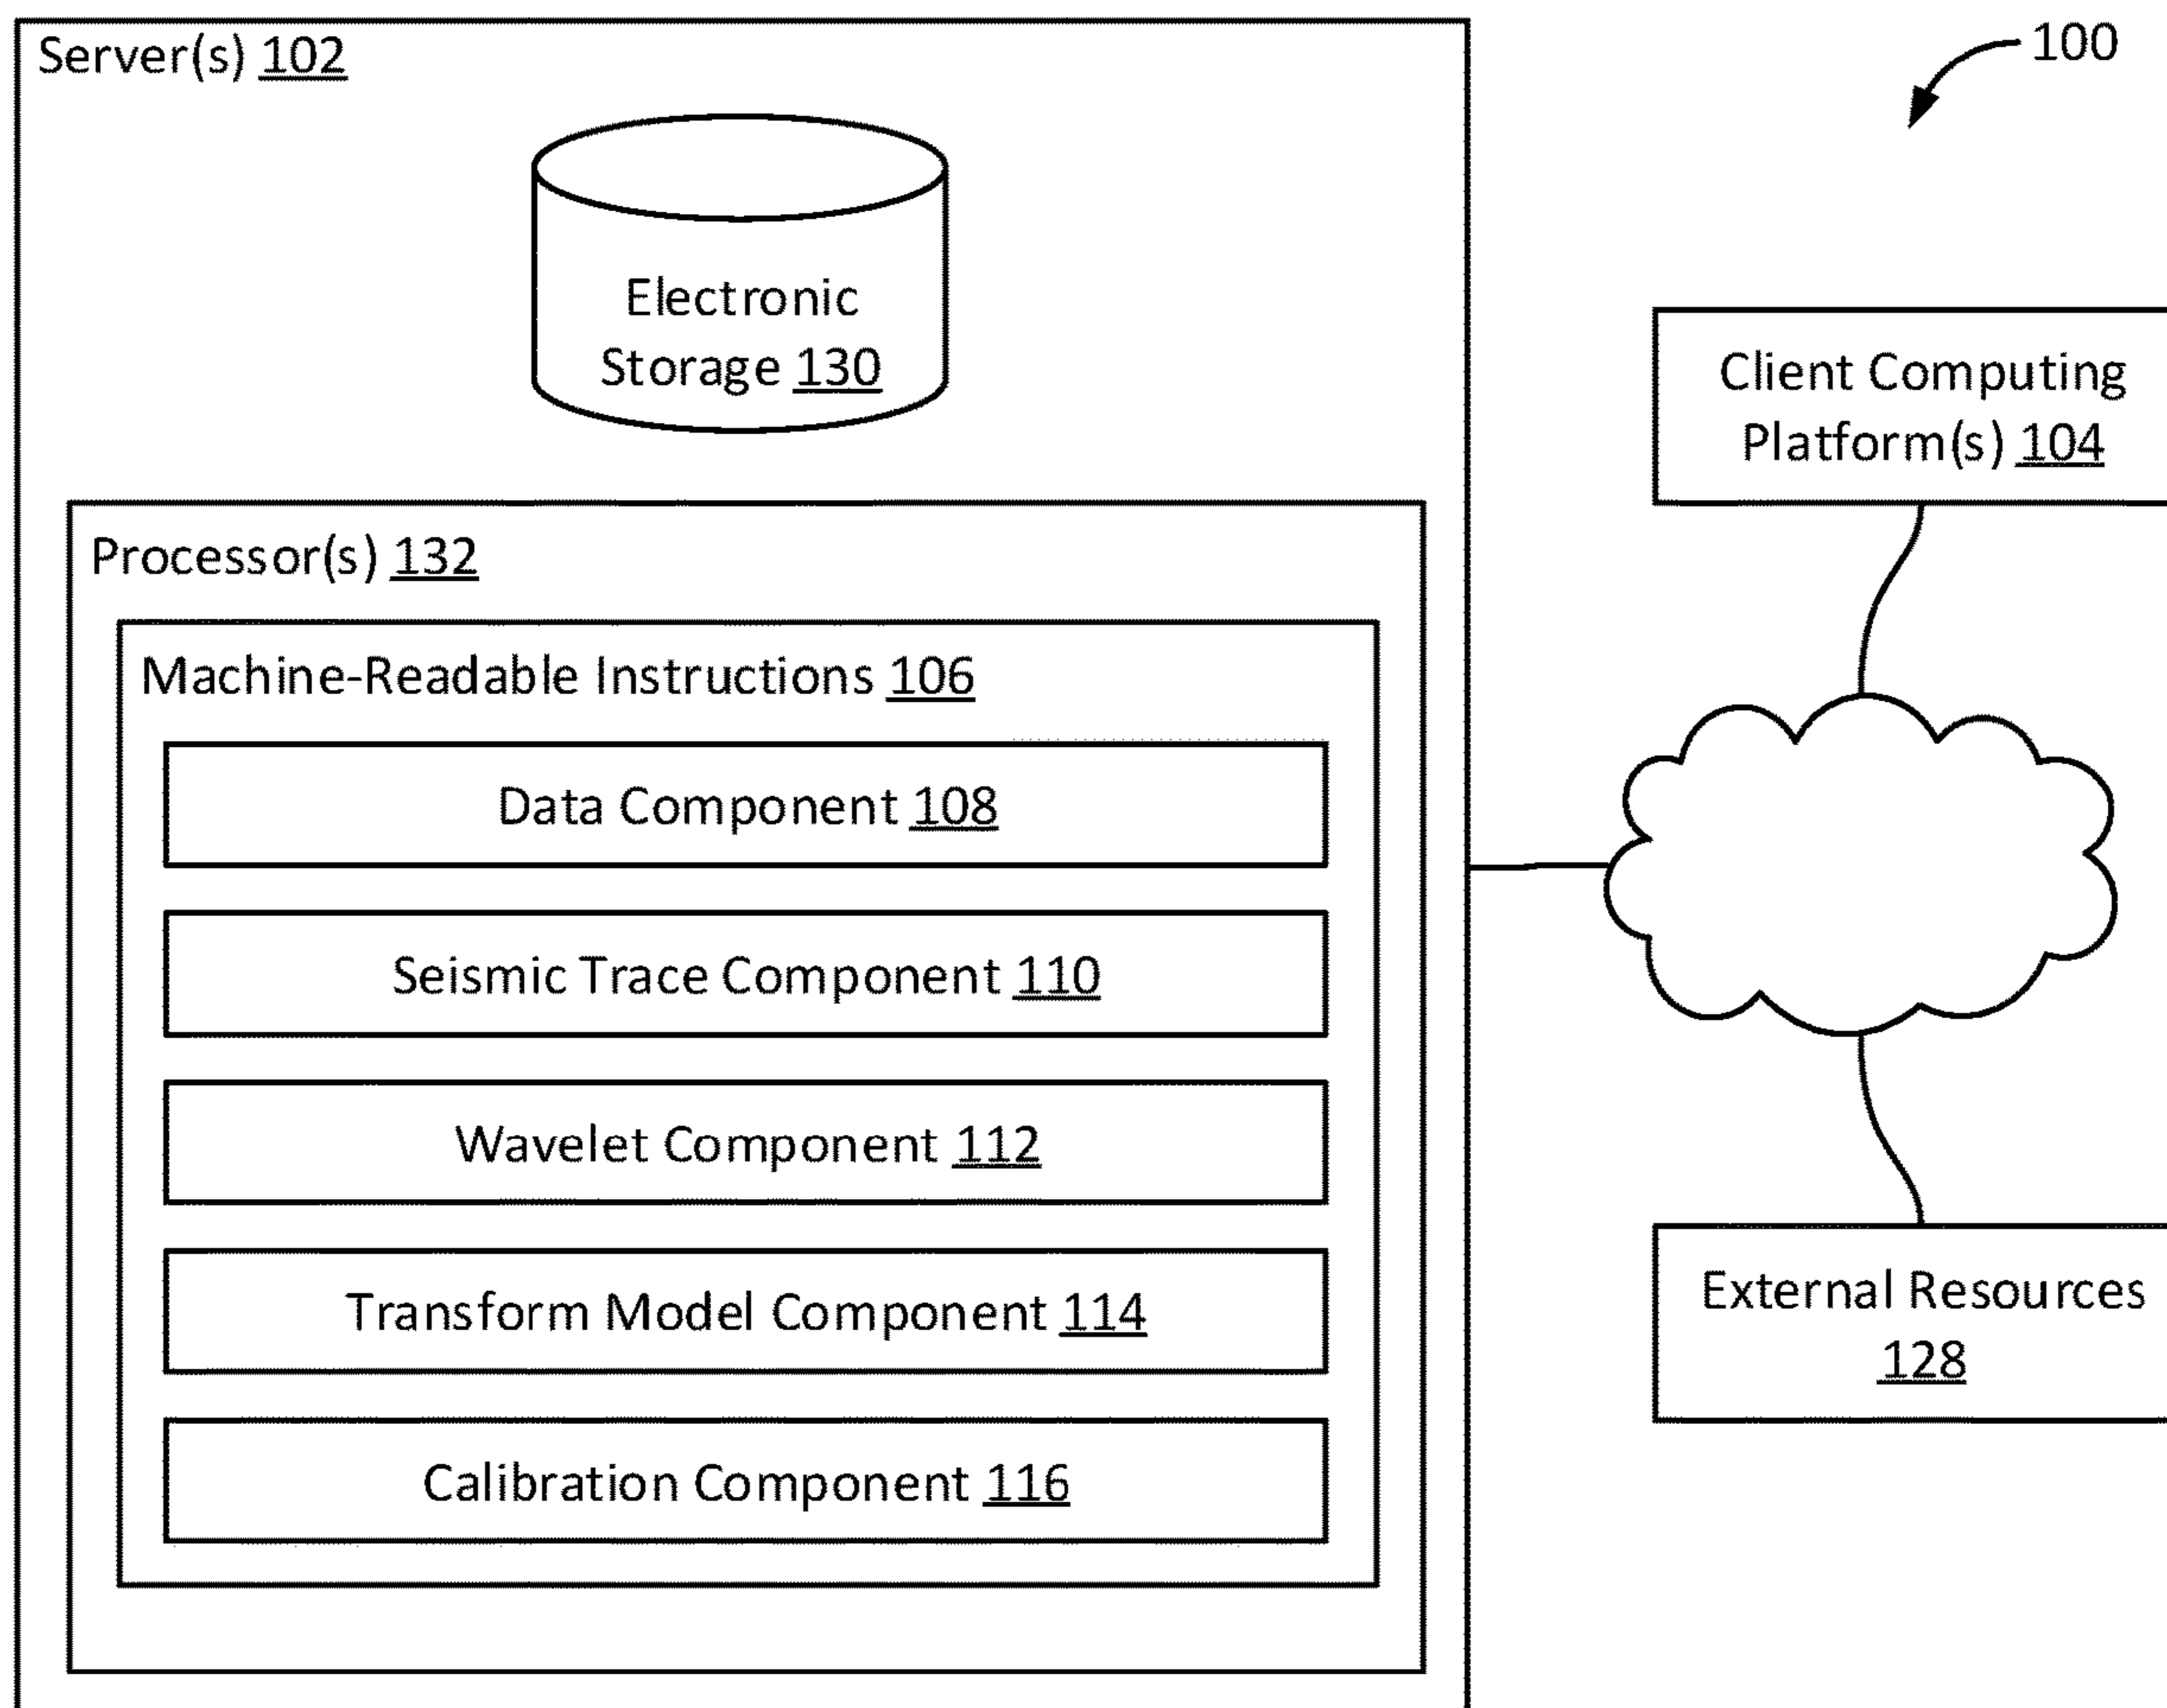 Server(s) 102
100
Electronic
Storage 130
Client Computing
Platform(s) 104
Processor(s) 132
Machine-Readable Instructions 106
Data Component 108
Seismic Trace Component 110
Wavelet Component 112
Transform Model Component 114
Calibration Component 116
External Resources
128